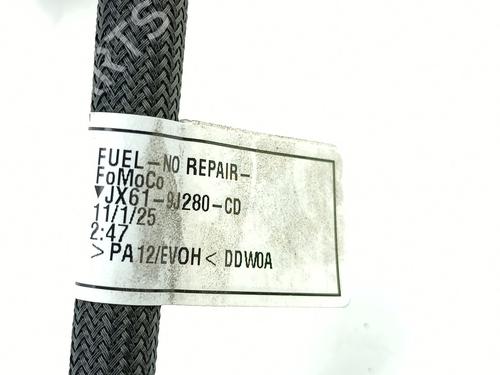 FUEL-NO REPAIR-
FoMoCo
▼JX61-9J280-CD
11/1/25
2:47
>PA12/EVOH< DDW0A